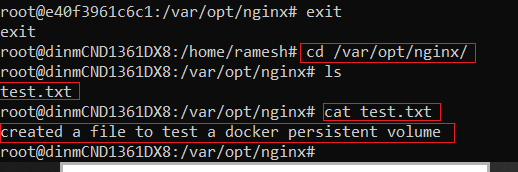 root@e40f3961c6c1:/var/opt/nginx# exit
exit
root@dinmCND1361DX8:/home/ramesh# cd /var/opt/nginx/
root@dinmCND1361DX8:/var/opt/nginx# ls
test.txt
root@dinmCND1361DX8:/var/opt/nginx# cat test.txt
created a file to test a docker persistent volume
root@dinmCND1361DX8:/var/opt/nginx#